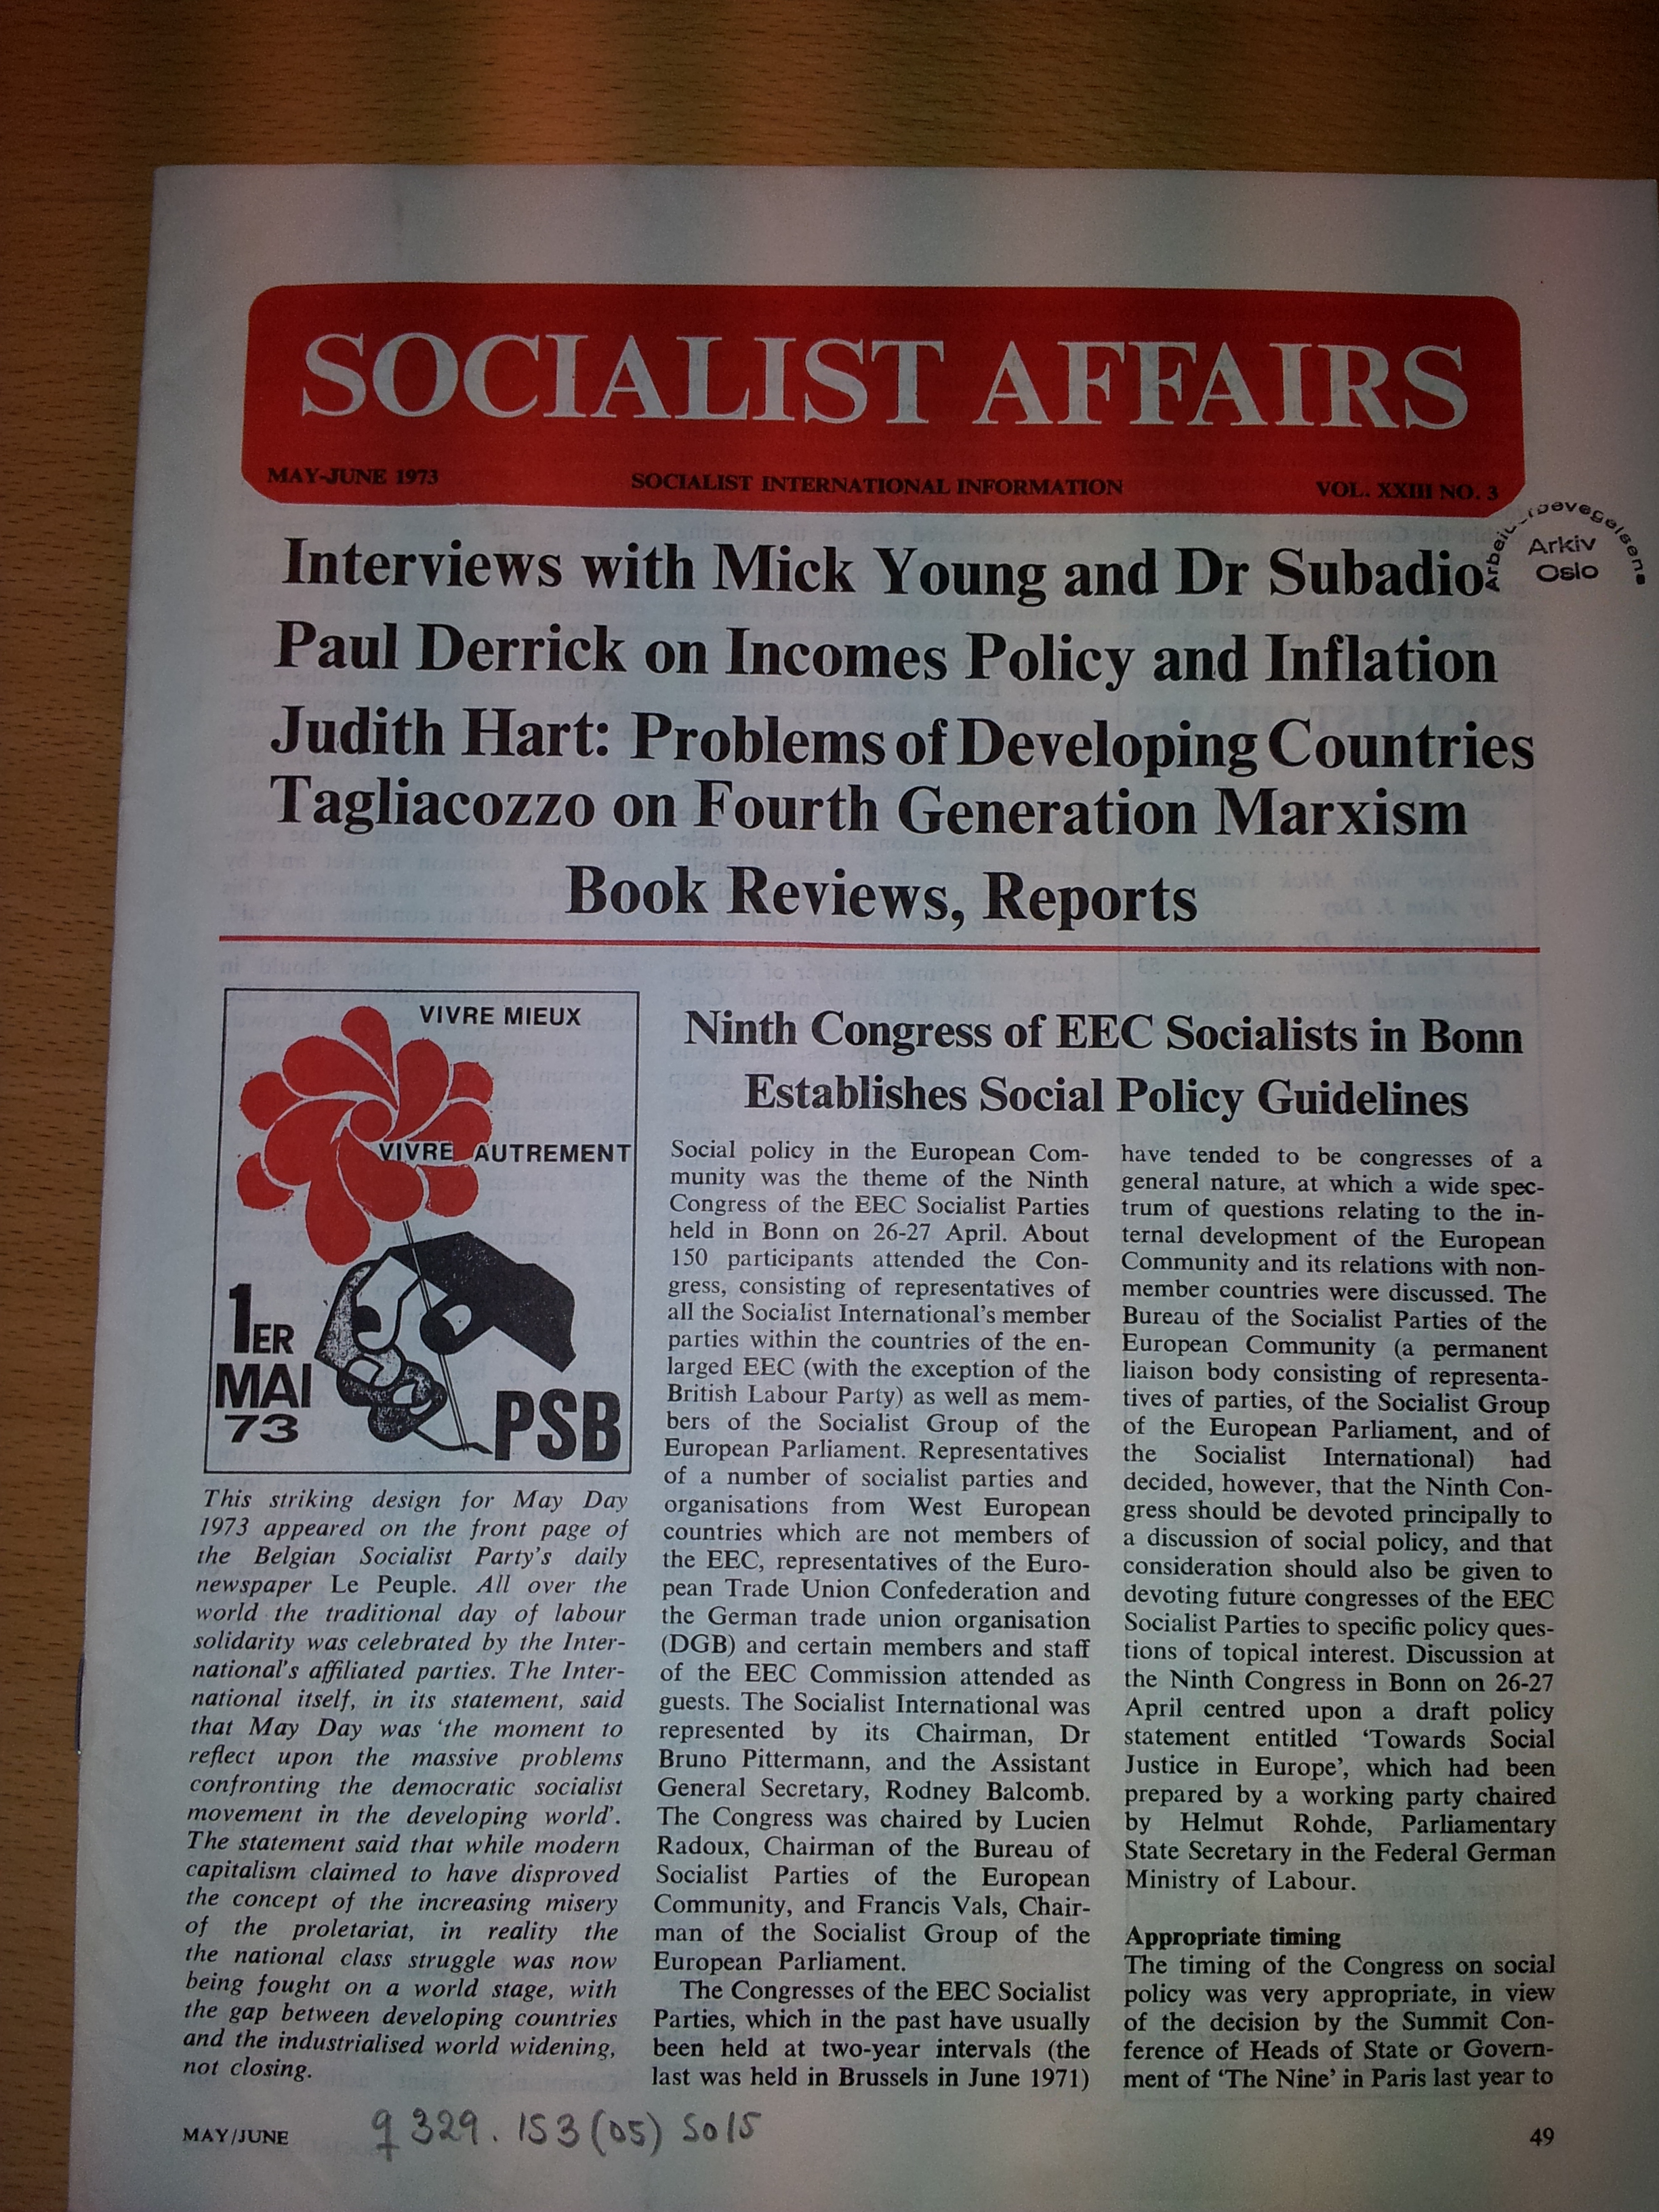 SOCIALIST AFFAIRS
MAY-JUNE 1973 SOCIALIST INTERNATIONAL INFORMATION VOL. XXIII NO. 3
Arkiv
Oslo
Interviews with Mick Young and Dr Subadio
Paul Derrick on Incomes Policy and Inflation
Judith Hart: Problems of Developing Countries
Tagliacozzo on Fourth Generation Marxism
Book Reviews, Reports
VIVRE MIEUX
VIVRE AUTREMENT
1ER
MAI
73
PSB
This striking design for May Day
1973 appeared on the front page of
the Belgian Socialist Party's daily
newspaper Le Peuple. All over the
world the traditional day of labour
solidarity was celebrated by the Inter-
national's affiliated parties. The Inter-
national itself, in its statement, said
that May Day was 'the moment to
reflect upon the massive problems
confronting the democratic socialist
movement in the developing world'.
The statement said that while modern
capitalism claimed to have disproved
the concept of the increasing misery
of the proletariat, in reality the
the national class struggle was now
being fought on a world stage, with
the gap between developing countries
and the industrialised world widening,
not closing.
Ninth Congress of EEC Socialists in Bonn
Establishes Social Policy Guidelines
Social policy in the European Com-
munity was the theme of the Ninth
Congress of the EEC Socialist Parties
held in Bonn on 26-27 April. About
150 participants attended the Con-
gress, consisting of representatives of
all the Socialist International's member
parties within the countries of the en-
larged EEC (with the exception of the
British Labour Party) as well as mem-
bers of the Socialist Group of the
European Parliament. Representatives
of a number of socialist parties and
organisations from West European
countries which are not members of
the EEC, representatives of the Euro-
pean Trade Union Confederation and
the German trade union organisation
(DGB) and certain members and staff
of the EEC Commission attended as
guests. The Socialist International was
represented by its Chairman, Dr
Bruno Pittermann, and the Assistant
General Secretary, Rodney Balcomb.
The Congress was chaired by Lucien
Radoux, Chairman of the Bureau of
Socialist Parties of the European
Community, and Francis Vals, Chair-
man of the Socialist Group of the
European Parliament.
The Congresses of the EEC Socialist
Parties, which in the past have usually
been held at two-year intervals (the
last was held in Brussels in June 1971)
have tended to be congresses of a
general nature, at which a wide spec-
trum of questions relating to the in-
ternal development of the European
Community and its relations with non-
member countries were discussed. The
Bureau of the Socialist Parties of the
European Community (a permanent
liaison body consisting of representa-
tives of parties, of the Socialist Group
of the European Parliament, and of
the Socialist International) had
decided, however, that the Ninth Con-
gress should be devoted principally to
a discussion of social policy, and that
consideration should also be given to
devoting future congresses of the EEC
Socialist Parties to specific policy ques-
tions of topical interest. Discussion at
the Ninth Congress in Bonn on 26-27
April centred upon a draft policy
statement entitled 'Towards Social
Justice in Europe', which had been
prepared by a working party chaired
by Helmut Rohde, Parliamentary
State Secretary in the Federal German
Ministry of Labour.
Appropriate timing
The timing of the Congress on social
policy was very appropriate, in view
of the decision by the Summit Con-
ference of Heads of State or Govern-
ment of 'The Nine' in Paris last year to
MAY/JUNE
q 329.153(05) So15
49